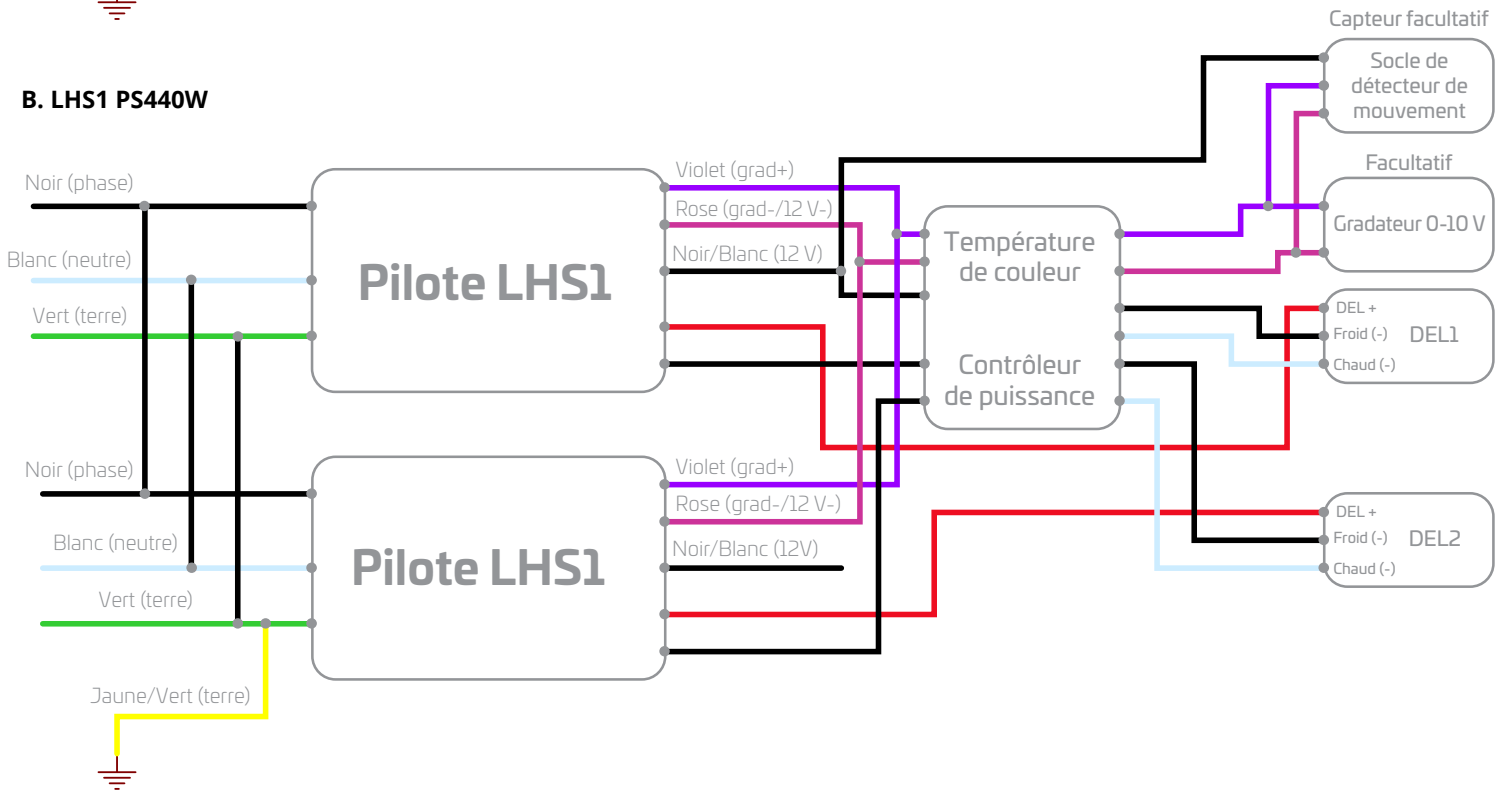 Capteur facultatif
Socle de
détecteur de
mouvement
B. LHS1 PS440W
Facultatif
Gradateur 0-10 V
Noir (phase)
Blanc (neutre)
Vert (terre)
Pilote LHS1
Violet (grad+)
Rose (grad-/12 V-)
Noir/Blanc (12 V)
Température
de couleur
Contrôleur
de puissance
DEL +
Froid (-)
Chaud (-)
DEL1
Noir (phase)
Blanc (neutre)
Vert (terre)
Jaune/Vert (terre)
Pilote LHS1
Violet (grad+)
Rose (grad-/12 V-)
Noir/Blanc (12V)
DEL +
Froid (-)
Chaud (-)
DEL2